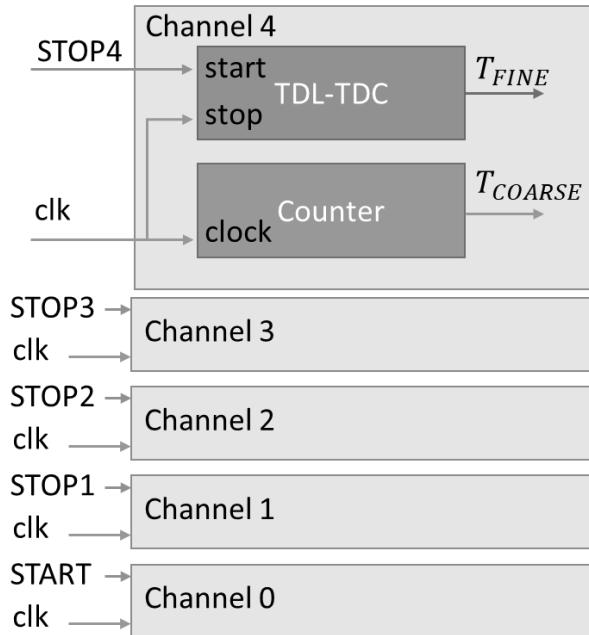 Channel 4
STOP4
start
TDL-TDC
T_FINE
stop
clk
Counter
T_COARSE
clock
STOP3
clk
Channel 3
STOP2
clk
Channel 2
STOP1
clk
Channel 1
START
clk
Channel 0